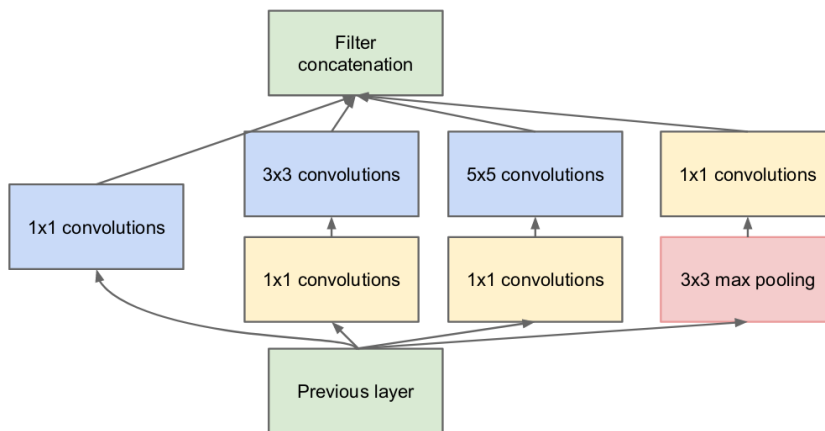 Filter
concatenation
3x3 convolutions
5x5 convolutions
1x1 convolutions
1x1 convolutions
1x1 convolutions
1x1 convolutions
3x3 max pooling
Previous layer